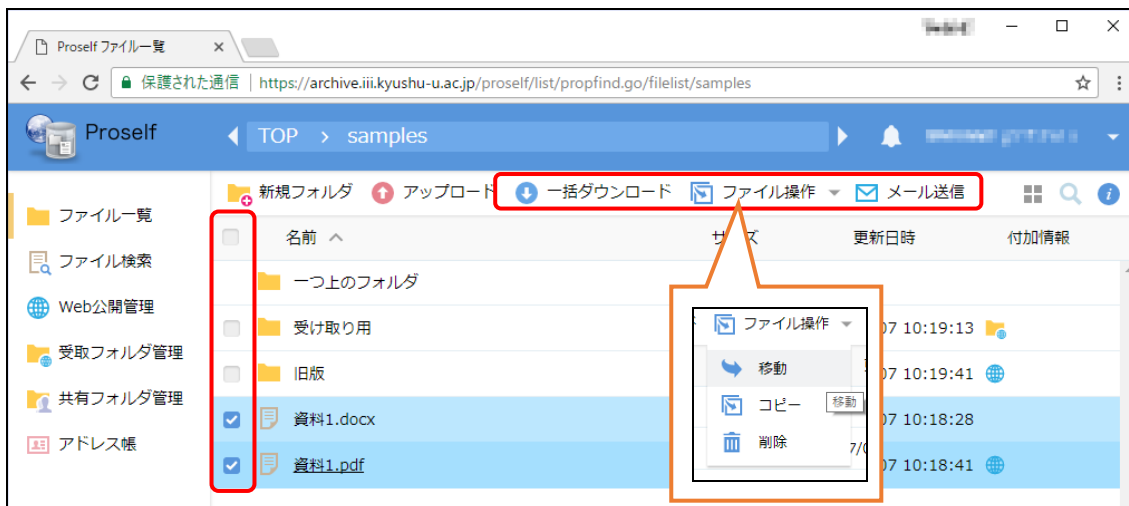 Proself ファイル一覧
保護された通信 https://archive.iii.kyushu-u.ac.jp/proself/list/propfind.go/filelist/samples
Proself TOP > samples
新規フォルダ アップロード 一括ダウンロード ファイル操作 メール送信
ファイル一覧
ファイル検索
Web公開管理
受取フォルダ管理
共有フォルダ管理
アドレス帳
名前 サイズ 更新日時 付加情報
一つ上のフォルダ
受け取り用 07 10:19:13
旧版 07 10:19:41
資料1.docx 07 10:18:28
資料1.pdf 07 10:18:41
ファイル操作
移動
コピー 移動
削除